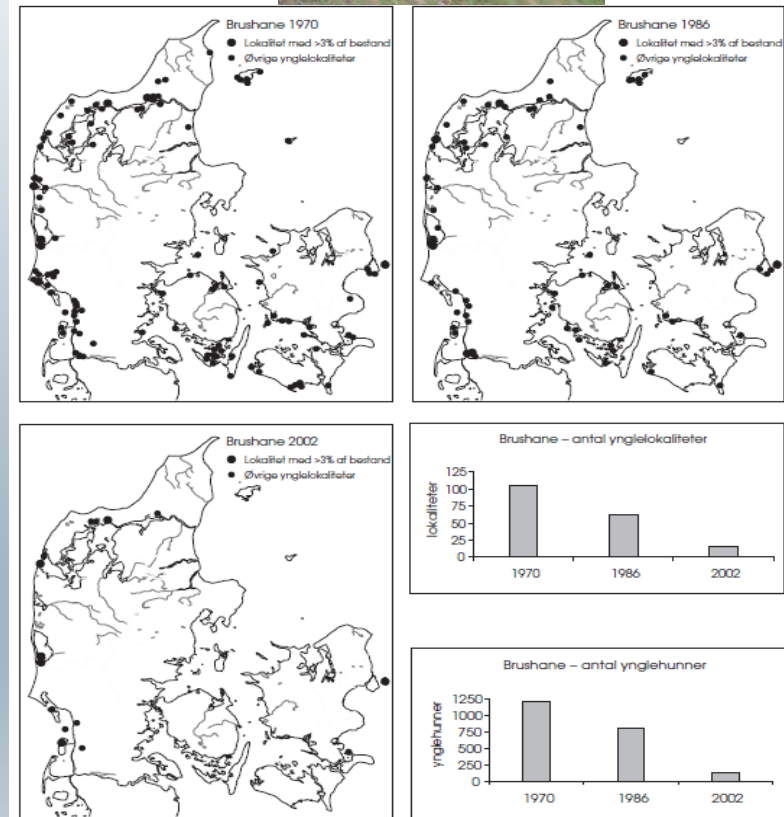 Brushane 1970
Lokalitet med >3% af bestand
Øvrige ynglelokaliteter
Brushane 1986
Lokalitet med >3% af bestand
Øvrige ynglelokaliteter
Brushane 2002
Lokalitet med >3% af bestand
Øvrige ynglelokaliteter
Brushane – antal ynglelokaliteter
lokaliteter
125
100
75
50
25
0
1970 1986 2002
Brushane – antal ynglehunner
ynglehunner
1250
1000
750
500
250
0
1970 1986 2002